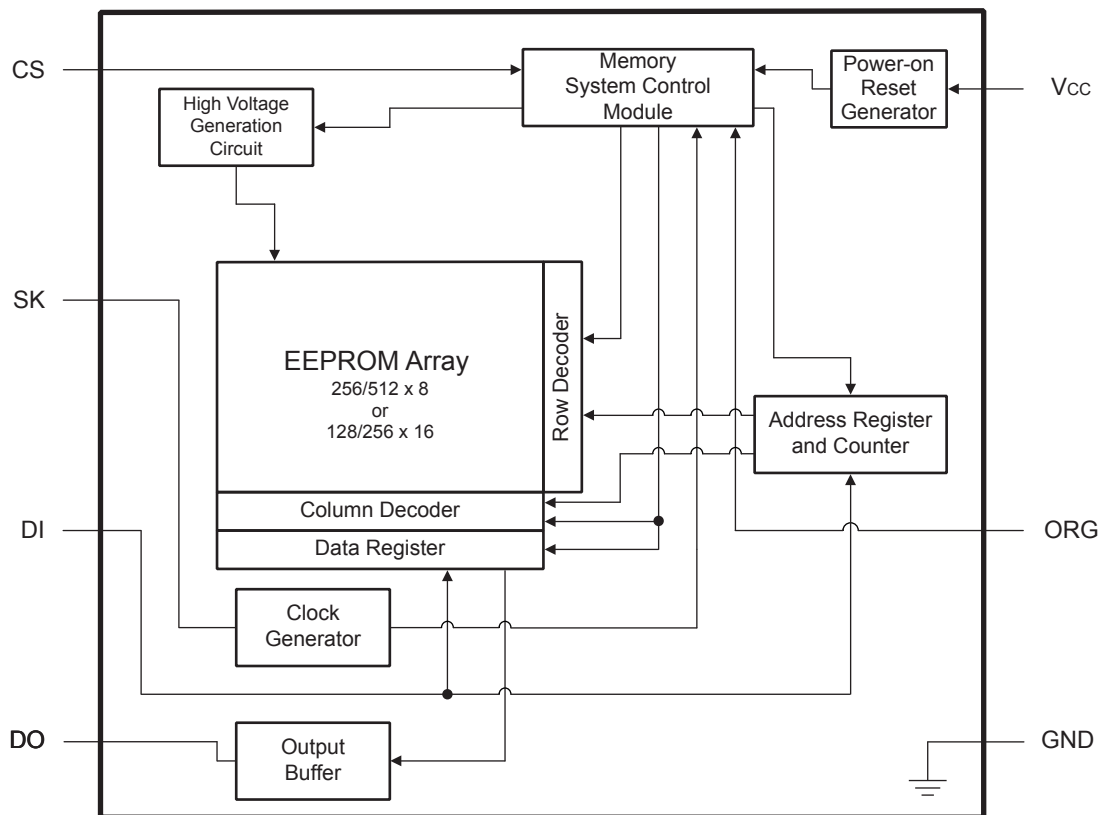 CS
Memory
System Control
Module
Power-on
Reset
Generator
VCC
High Voltage
Generation
Circuit
SK
EEPROM Array
256/512 x 8
or
128/256 x 16
Row Decoder
Address Register
and Counter
Column Decoder
DI
ORG
Data Register
Clock
Generator
DO
Output
Buffer
GND